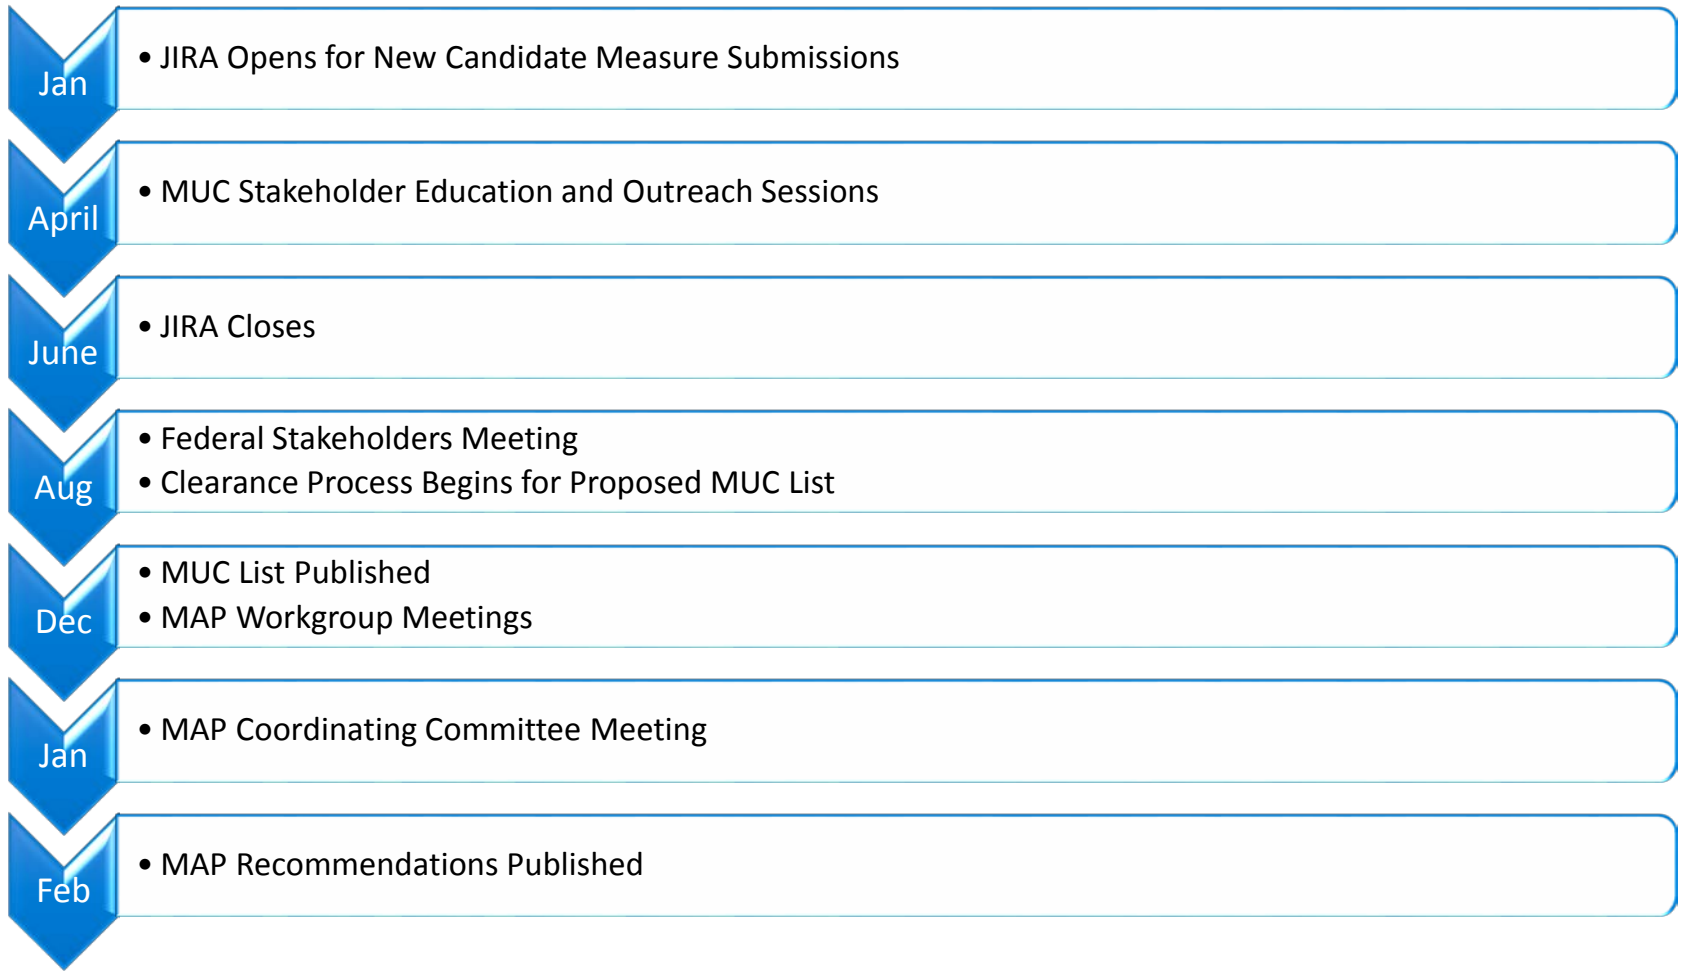 Jan
• JIRA Opens for New Candidate Measure Submissions
April
• MUC Stakeholder Education and Outreach Sessions
June
• JIRA Closes
Aug
• Federal Stakeholders Meeting
• Clearance Process Begins for Proposed MUC List
Dec
• MUC List Published
• MAP Workgroup Meetings
Jan
• MAP Coordinating Committee Meeting
Feb
• MAP Recommendations Published